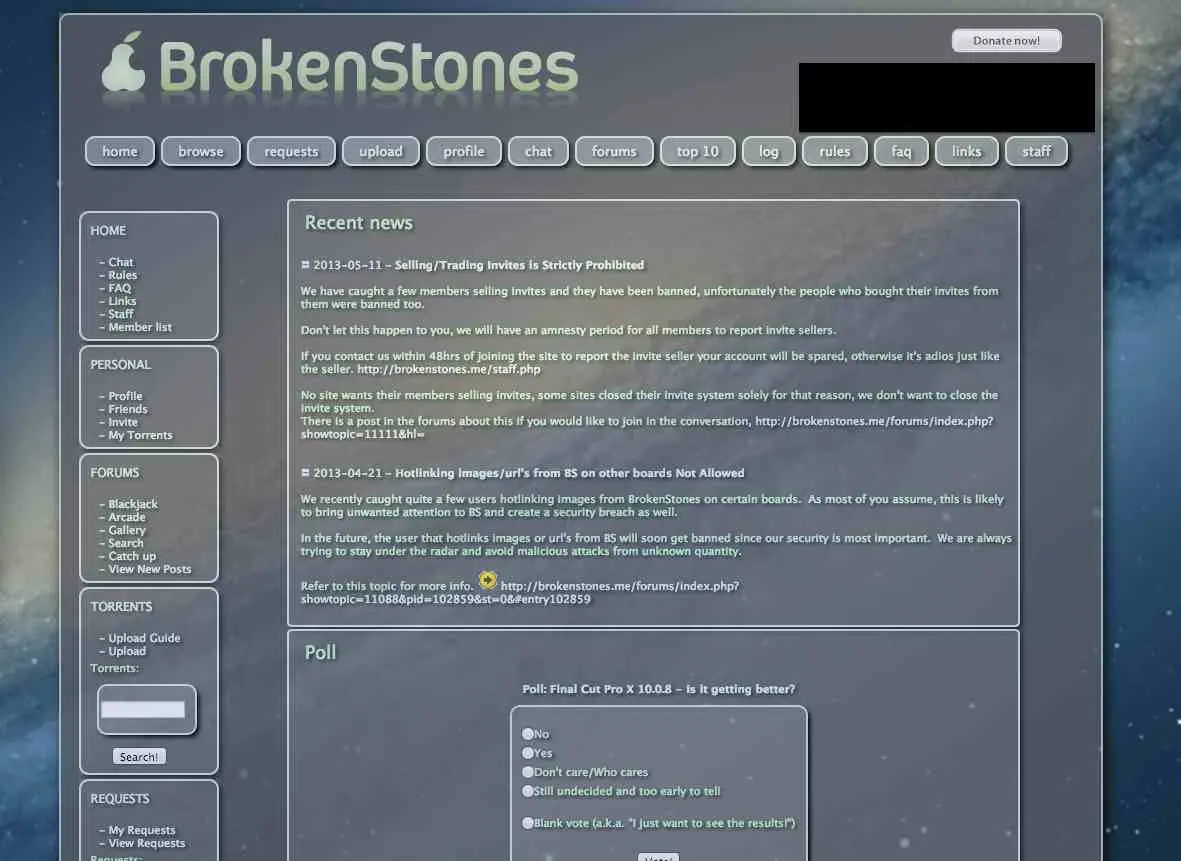 BrokenStones
Donate now!
home browse requests upload profile chat forums top 10 log rules faq links staff
HOME
- Chat
- Rules
- FAQ
- Links
- Staff
- Member list
PERSONAL
- Profile
- Friends
- Invite
- My Torrents
FORUMS
- Blackjack
- Arcade
- Gallery
- Search
- Catch up
- View New Posts
TORRENTS
- Upload Guide
- Upload
Torrents:
Search!
REQUESTS
- My Requests
- View Requests
Requests:
Recent news
2013-05-11 - Selling/Trading Invites is Strictly Prohibited
We have caught a few members selling invites and they have been banned, unfortunately the people who bought their invites from
them were banned too.
Don't let this happen to you, we will have an amnesty period for all members to report invite sellers.
If you contact us within 48hrs of joining the site to report the invite seller your account will be spared, otherwise it's adios just like
the seller. http://brokenstones.me/staff.php
No site wants their members selling invites, some sites closed their invite system solely for that reason, we don't want to close the
invite system.
There is a post in the forums about this if you would like to join in the conversation, http://brokenstones.me/forums/index.php?
showtopic=11111&hl=
2013-04-21 - Hotlinking images/url's from BS on other boards Not Allowed
We recently caught quite a few users hotlinking images from BrokenStones on certain boards. As most of you assume, this is likely
to bring unwanted attention to BS and create a security breach as well.
In the future, the user that hotlinks images or url's from BS will soon get banned since our security is most important. We are always
trying to stay under the radar and avoid malicious attacks from unknown quantity.
Refer to this topic for more info. http://brokenstones.me/forums/index.php?
showtopic=11088&pid=102859&st=0&#entry102859
Poll
Poll: Final Cut Pro X 10.0.8 - Is it getting better?
No
Yes
Don't care/Who cares
Still undecided and too early to tell
Blank vote (a.k.a. "I just want to see the results!")
Vote!